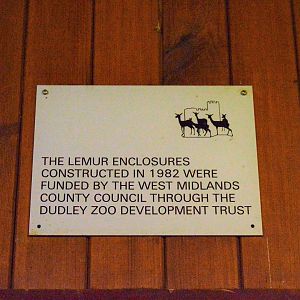 THE LEMUR ENCLOSURES
CONSTRUCTED IN 1982 WERE
FUNDED BY THE WEST MIDLANDS
COUNTY COUNCIL THROUGH THE
DUDLEY ZOO DEVELOPMENT TRUST